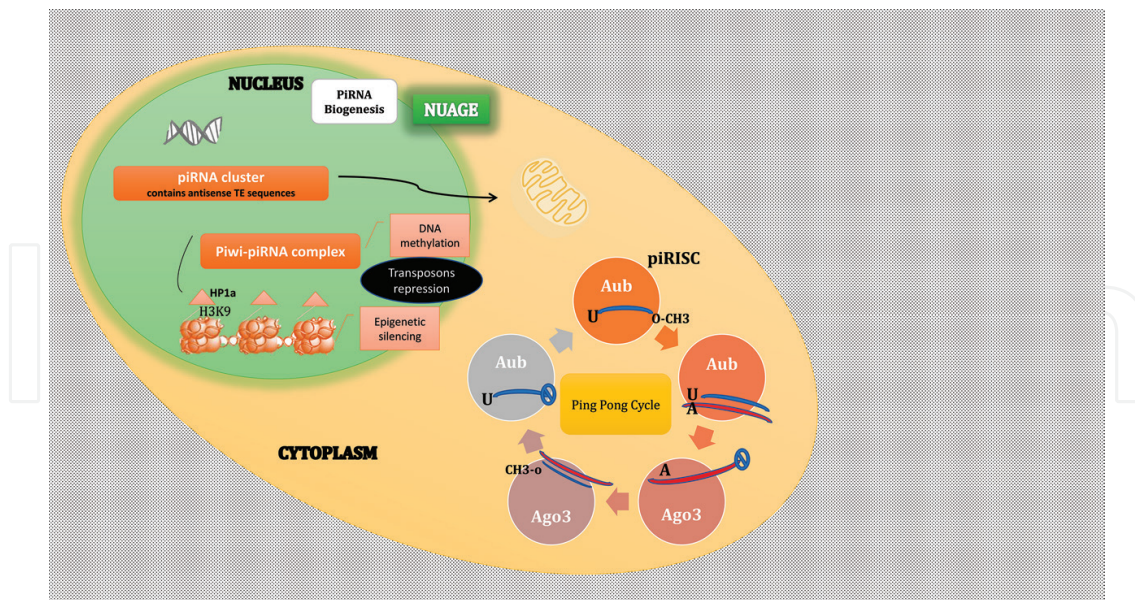 NUCLEUS
PiRNA
Biogenesis
NUAGE
piRNA cluster
contains antisense TE sequences
Piwi-piRNA complex
DNA
methylation
Transposons
repression
HP1a
H3K9
Epigenetic
silencing
CYTOPLASM
piRISC
Aub
U
O-CH3
Aub
U
A
A
Ago3
CH3-o
Ago3
Aub
U
Ping Pong Cycle